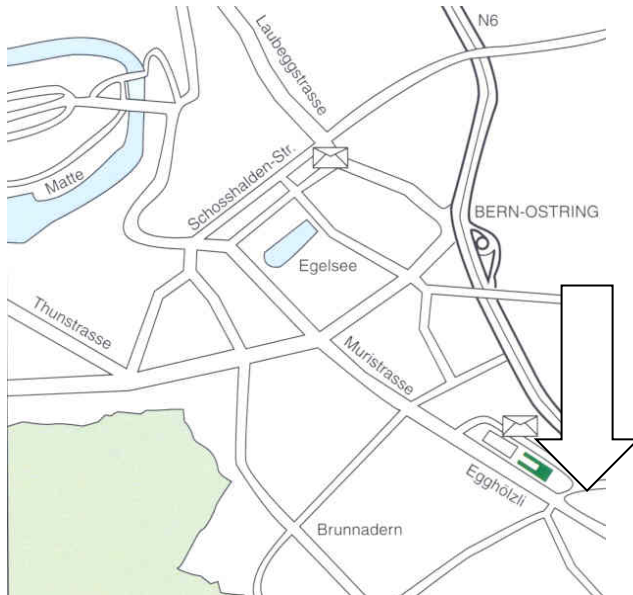 N6
Laubeggstrasse
Schosshalden-Str.
Matte
BERN-OSTRING
Egelsee
Thunstrasse
Muristrasse
Egghölzli
Brunnadern